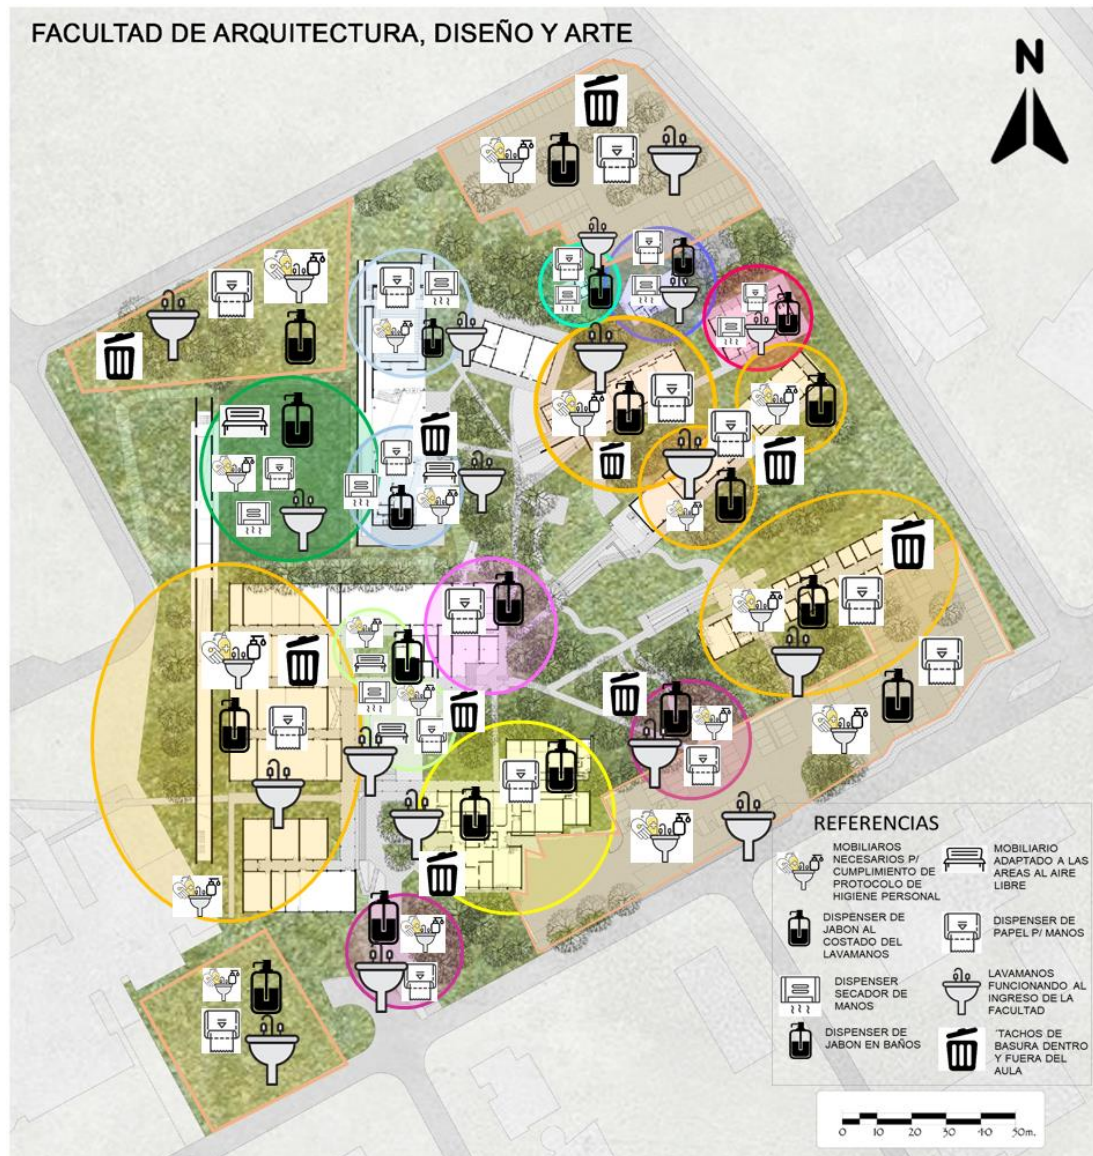 FACULTAD DE ARQUITECTURA, DISEÑO Y ARTE
N
REFERENCIAS
MOBILIAROS
NECESARIOS P/
CUMPLIMIENTO DE
PROTOCOLO DE
HIGIENE PERSONAL
MOBILIARIO
ADAPTADO A LAS
AREAS AL AIRE
LIBRE
DISPENSER DE
JABON AL
COSTADO DEL
LAVAMANOS
DISPENSER DE
PAPEL P/ MANOS
DISPENSER
SECADOR DE
MANOS
LAVAMANOS
FUNCIONANDO AL
INGRESO DE LA
FACULTAD
DISPENSER DE
JABON EN BAÑOS
¨TACHOS DE
BASURA DENTRO
Y FUERA DEL
AULA
0 10 20 30 40 50m.